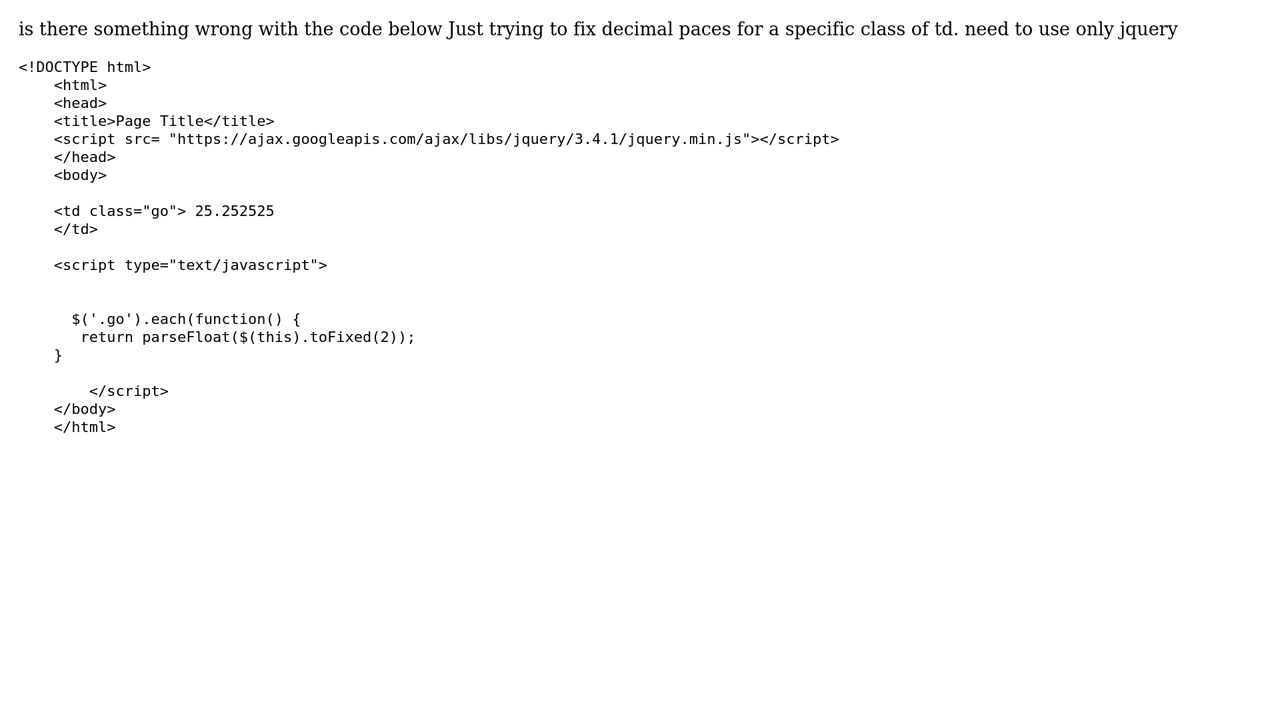 is there something wrong with the code below Just trying to fix decimal paces for a specific class of td. need to use only jquery
<!DOCTYPE html>
    <html>
    <head>
    <title>Page Title</title>
    <script src= "https://ajax.googleapis.com/ajax/libs/jquery/3.4.1/jquery.min.js"></script>
    </head>
    <body>

    <td class="go"> 25.252525
    </td>

    <script type="text/javascript">


      $('.go').each(function() {
       return parseFloat($(this).toFixed(2));
    }

        </script>
    </body>
    </html>